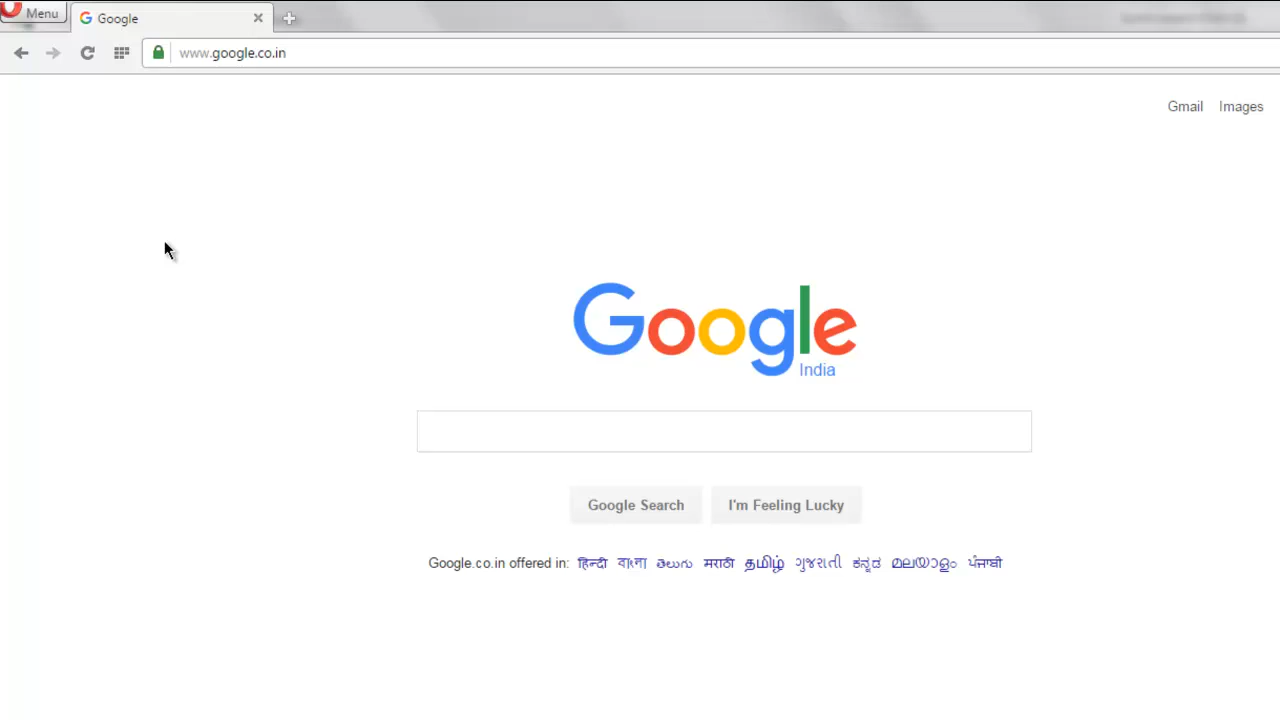 Menu
Google
www.google.co.in
Gmail Images
Google
India
Google Search I'm Feeling Lucky
Google.co.in offered in: हिन्दी বাংলা తెలుగు मराठी தமிழ் ગુજરાતી ಕನ್ನಡ മലയാളം ਪੰਜਾਬੀ